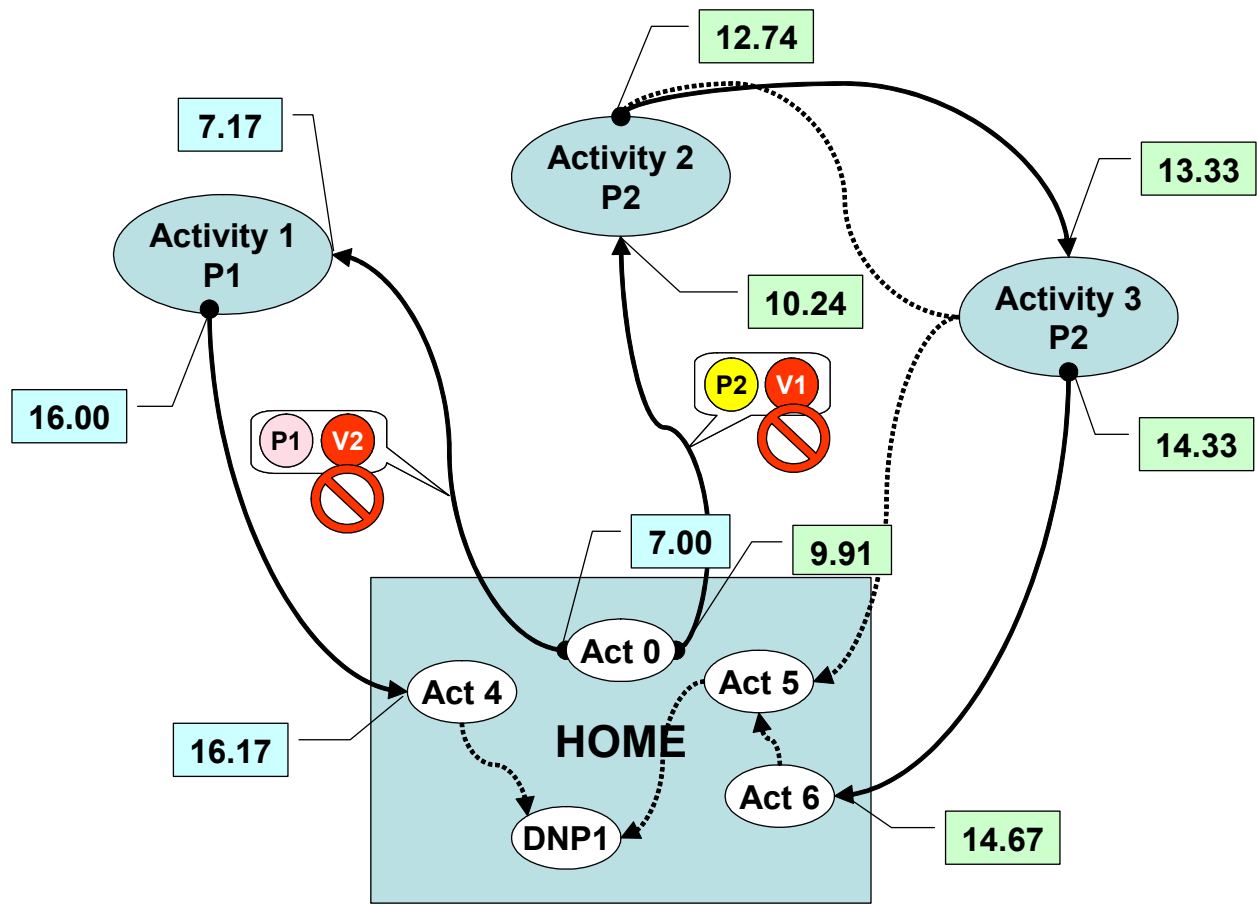 12.74
7.17
Activity 2
P2
13.33
Activity 1
P1
10.24
Activity 3
P2
P2 V1
16.00
P1 V2
14.33
7.00
9.91
Act 0
Act 4
Act 5
16.17
HOME
Act 6
DNP1
14.67